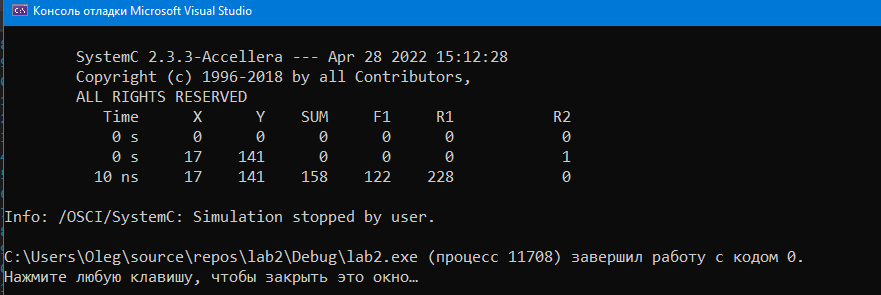 Консоль отладки Microsoft Visual Studio
SystemC 2.3.3-Accellera --- Apr 28 2022 15:12:28
Copyright (c) 1996-2018 by all Contributors,
ALL RIGHTS RESERVED
Time X Y SUM F1 R1 R2
0 s 0 0 0 0 0 0
0 s 17 141 0 0 0 1
10 ns 17 141 158 122 228 0
Info: /OSCI/SystemC: Simulation stopped by user.
C:\Users\Oleg\source\repos\lab2\Debug\lab2.exe (процесс 11708) завершил работу с кодом 0.
Нажмите любую клавишу, чтобы закрыть это окно…